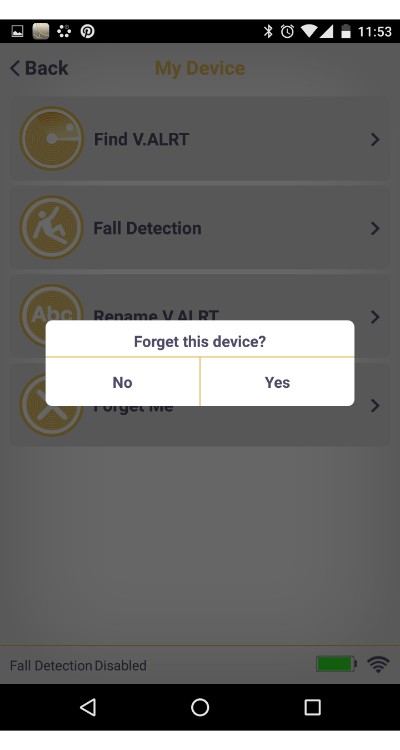 11:53
Back
My Device
Find V.ALRT
Fall Detection
Abc
Rename V.ALRT
Forget this device?
No
Yes
Forget Me
Fall Detection Disabled